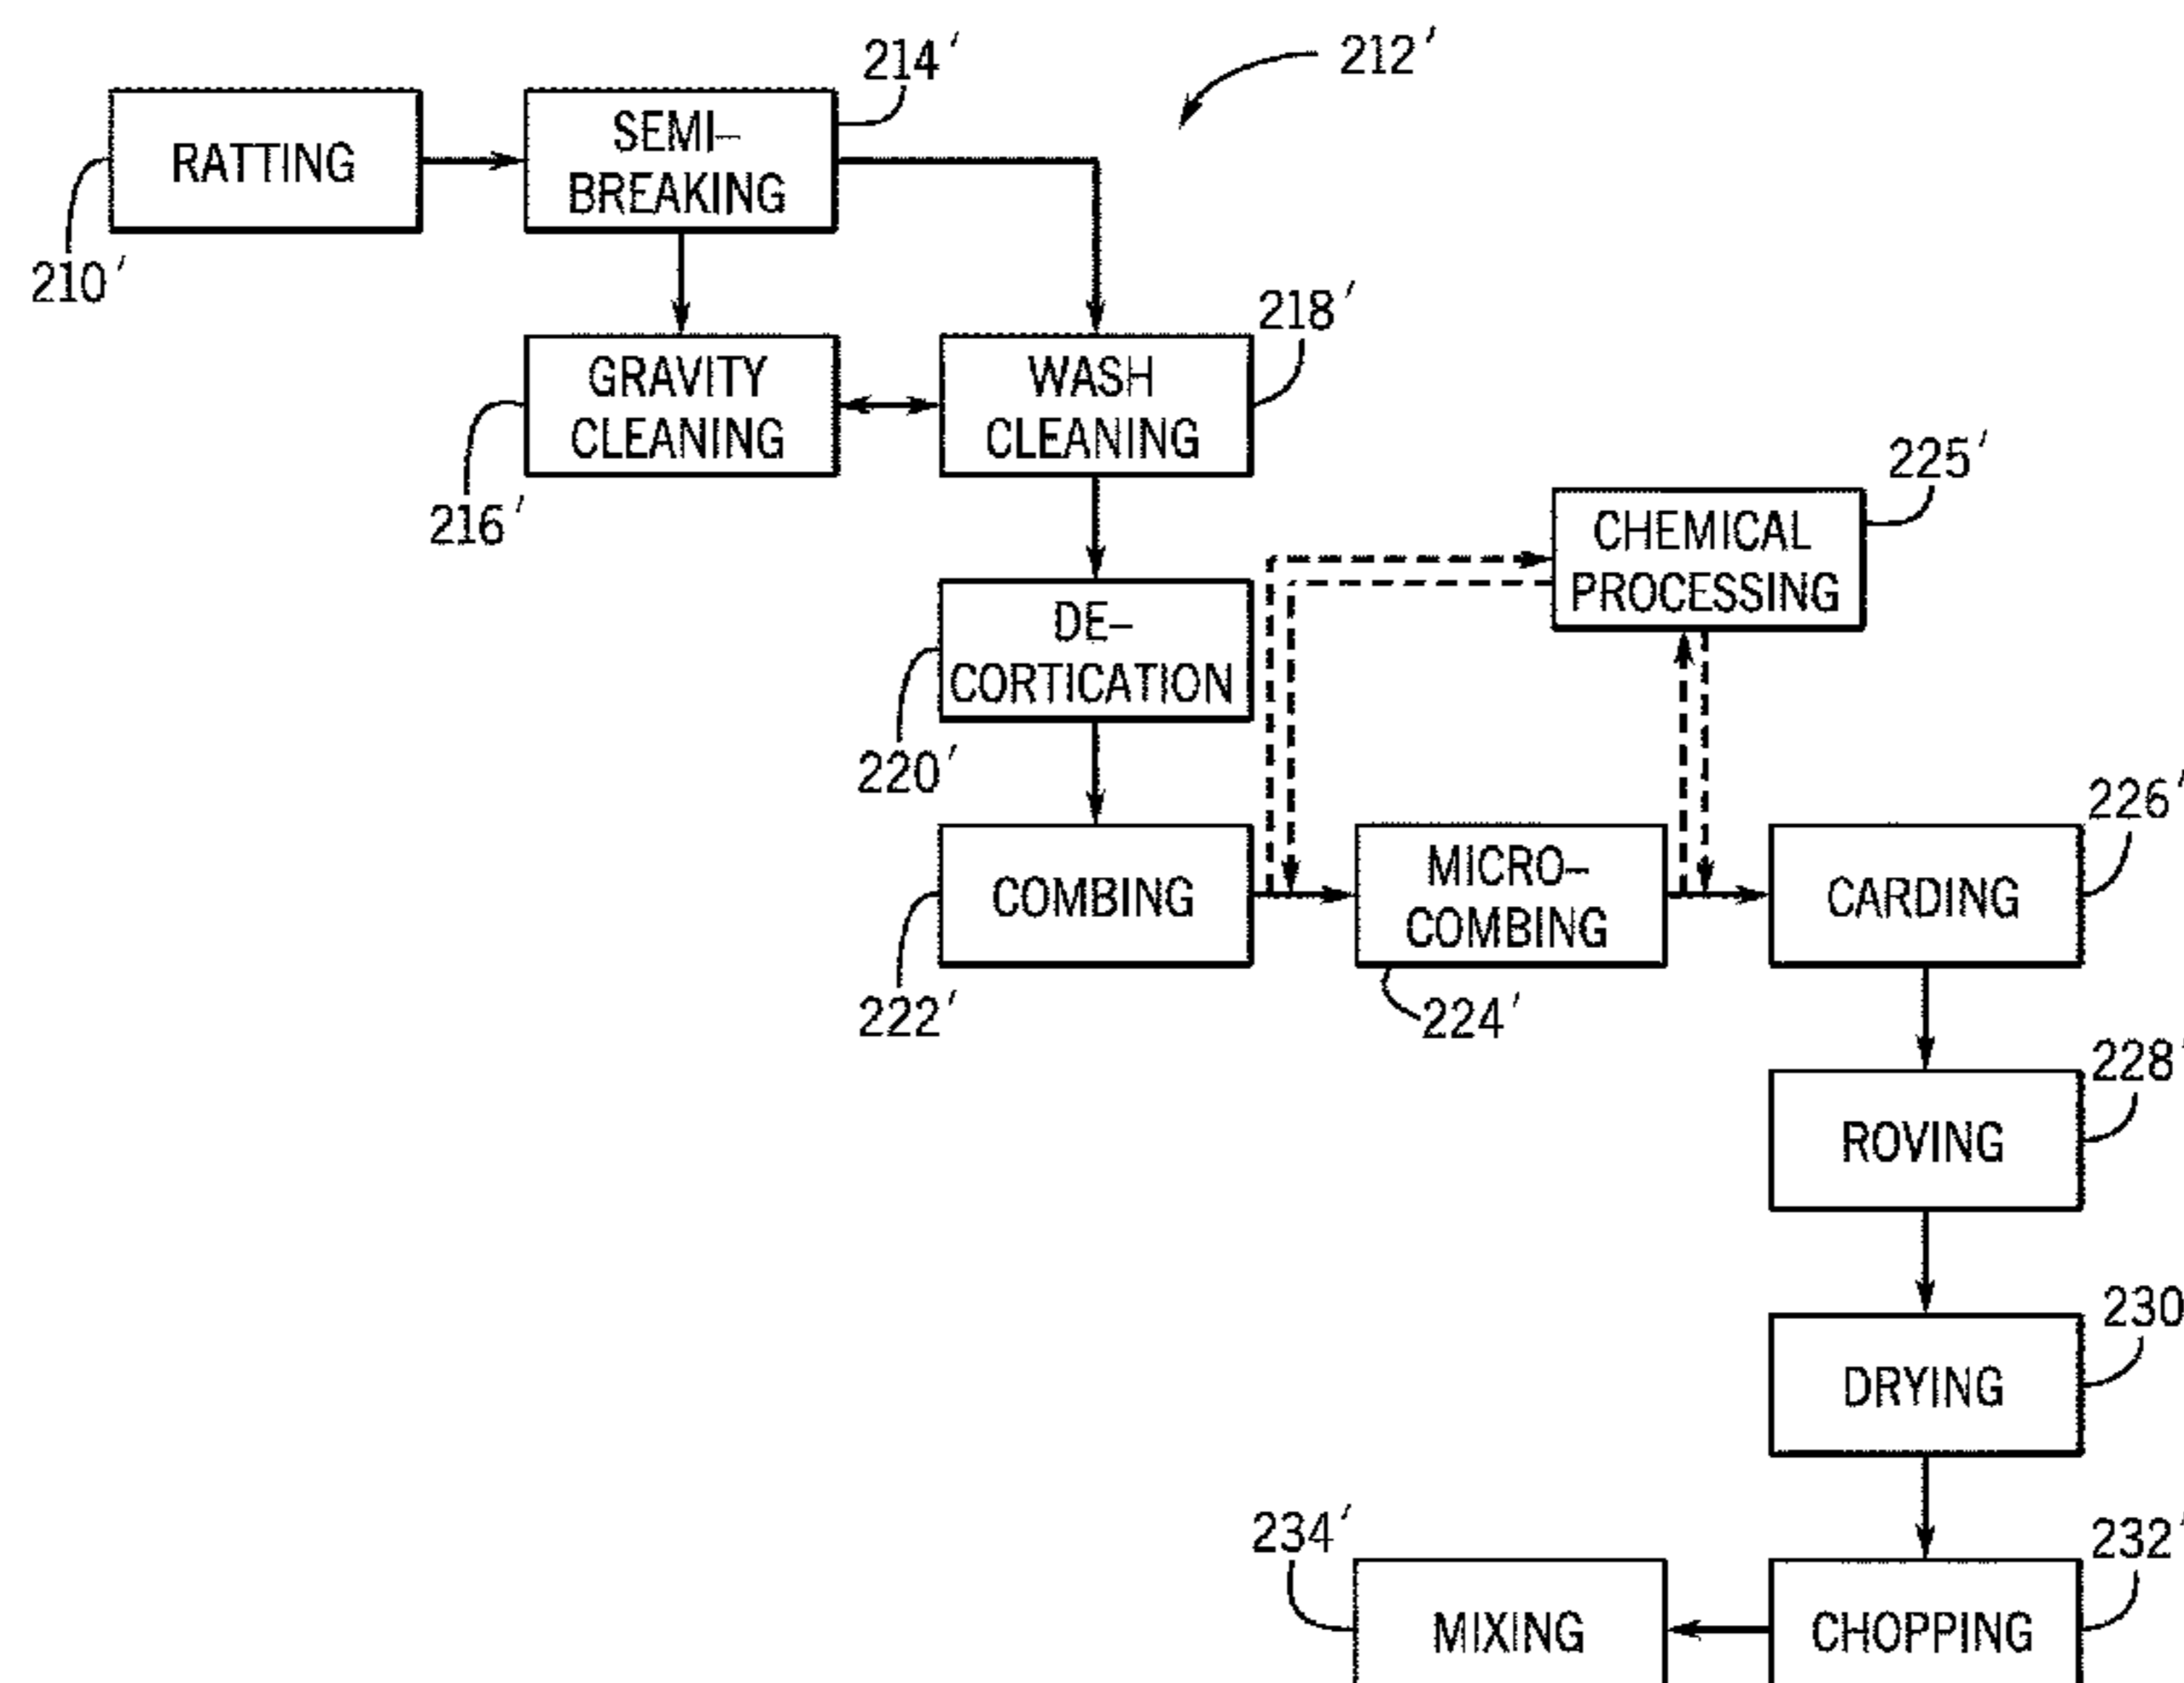 214′
212′
RATTING
SEMI–
BREAKING
210′
218′
GRAVITY
CLEANING
WASH
CLEANING
216′
225′
CHEMICAL
PROCESSING
DE–
CORTICATION
220′
226′
COMBING
MICRO–
COMBING
CARDING
222′
224′
228′
ROVING
230
DRYING
234′
232′
MIXING
CHOPPING